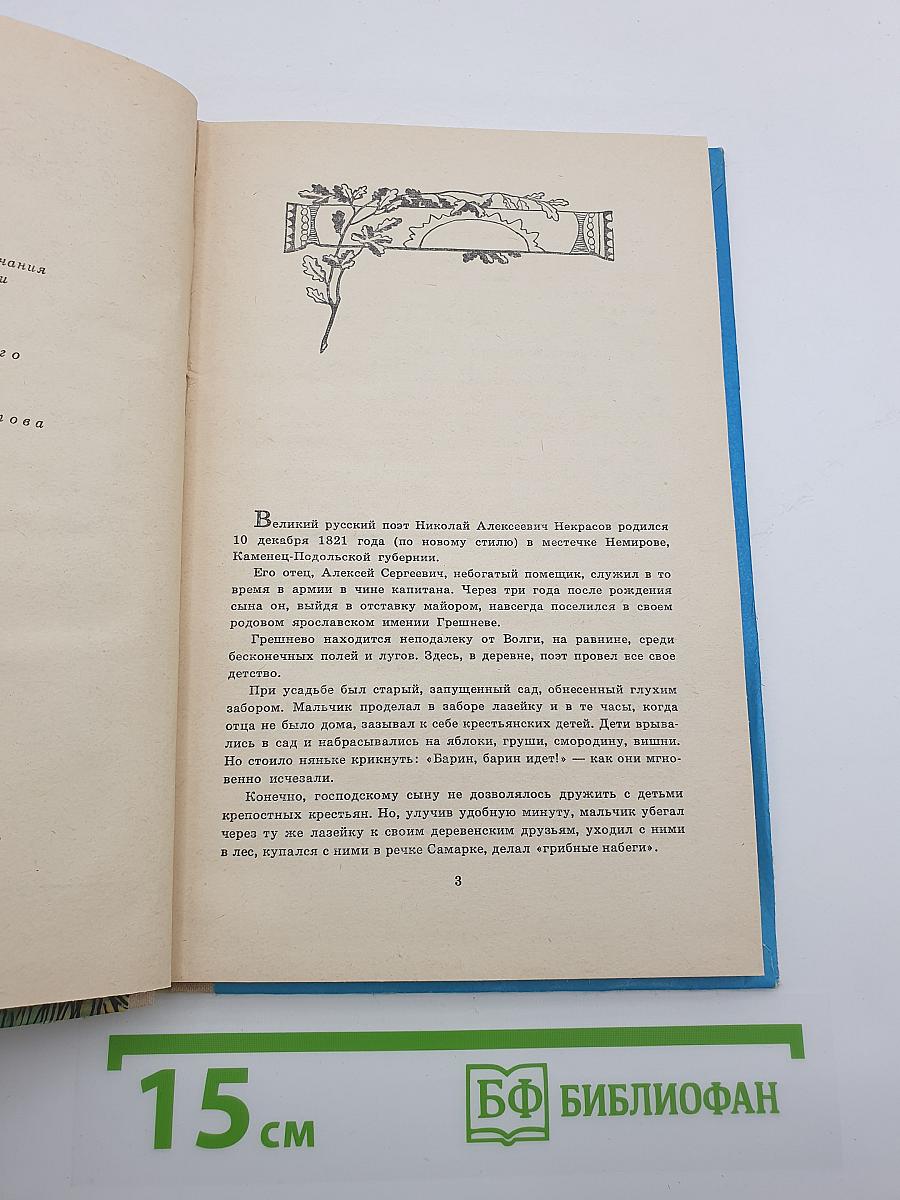 и
го
Великий русский поэт Николай Алексеевич Некрасов родился
10 декабря 1821 года (по новому стилю) в местечке Немирове,
Каменец-Подольской губернии.
Его отец, Алексей Сергеевич, небогатый помещик, служил в то
время в армии в чине капитана. Через три года после рождения
сына он, выйдя в отставку майором, навсегда поселился в своем
родовом ярославском имении Грешневе.
Грешнево находится неподалеку от Волги, на равнине, среди
бесконечных полей и лугов. Здесь, в деревне, поэт провел все свое
детство.
При усадьбе был старый, запущенный сад, обнесенный глухим
забором. Мальчик проделал в заборе лазейку и в те часы, когда
отца не было дома, зазывал к себе крестьянских детей. Дети врыва-
лись в сад и набрасывались на яблоки, груши, смородину, вишни.
Но стоило няньке крикнуть: «Барин, барин идет!» — как они мгно-
венно исчезали.
Конечно, господскому сыну не дозволялось дружить с детьми
крепостных крестьян. Но, улучив удобную минуту, мальчик убегал
через ту же лазейку к своим деревенским друзьям, уходил с ними
в лес, купался с ними в речке Самарке, делал «грибные набеги».
3
15 см
БФ БИБЛИОФАН